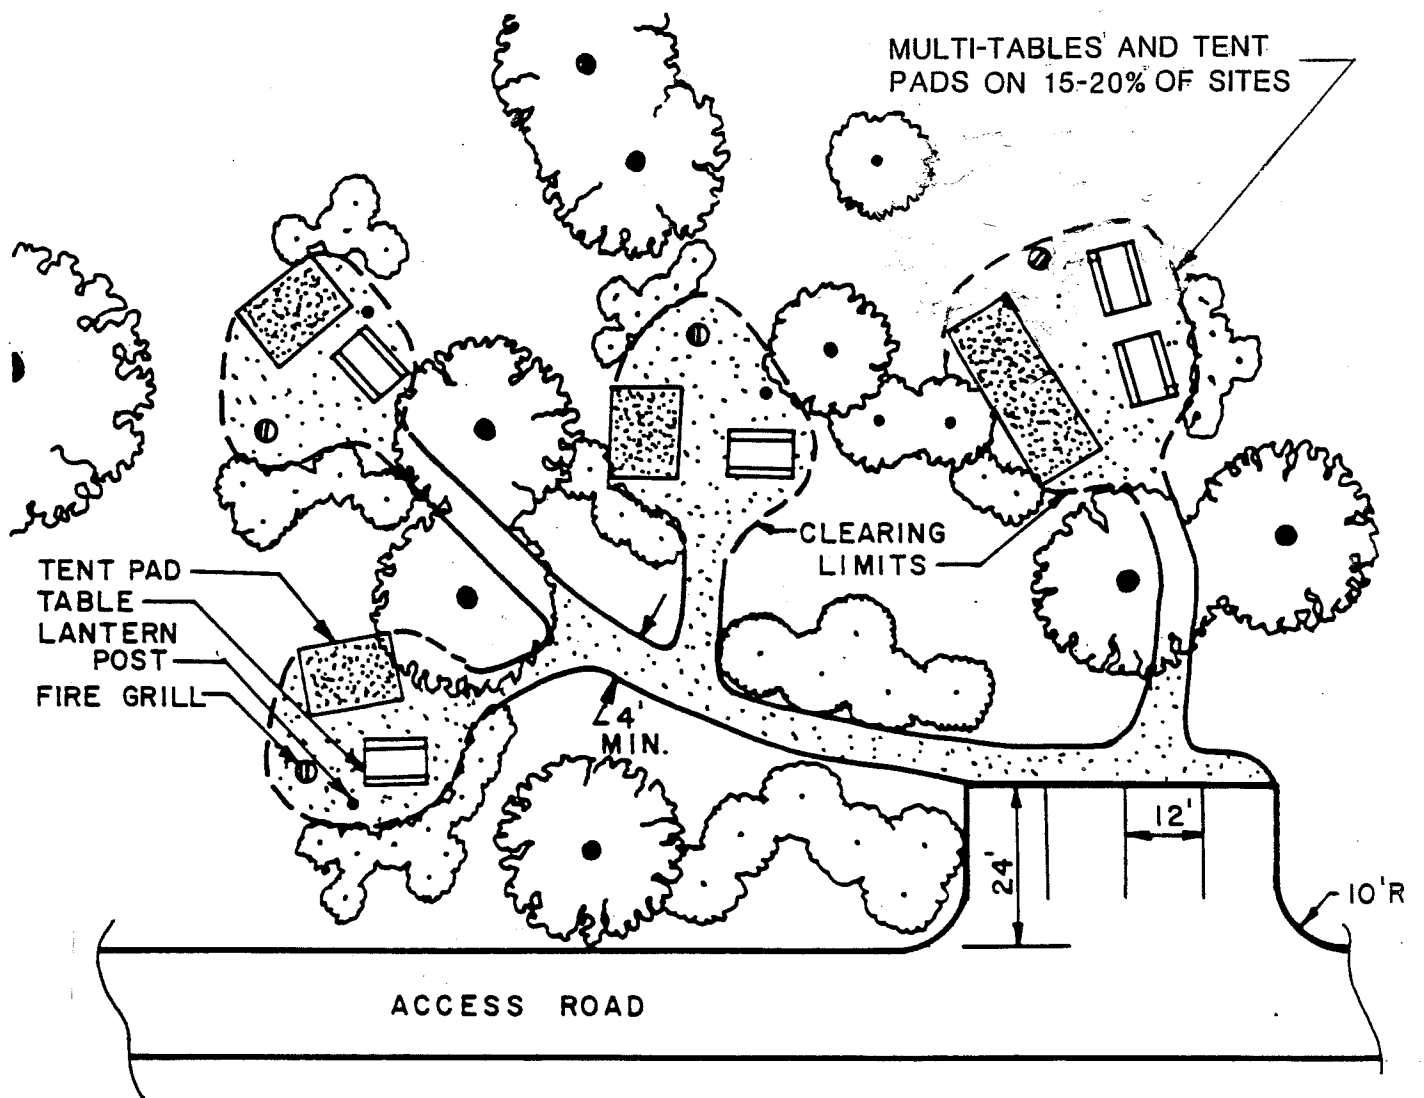 MULTI-TABLES AND TENT
PADS ON 15-20% OF SITES
CLEARING
LIMITS
TENT PAD
TABLE
LANTERN
POST
FIRE GRILL
4'
MIN.
12'
24'
10'R
ACCESS ROAD